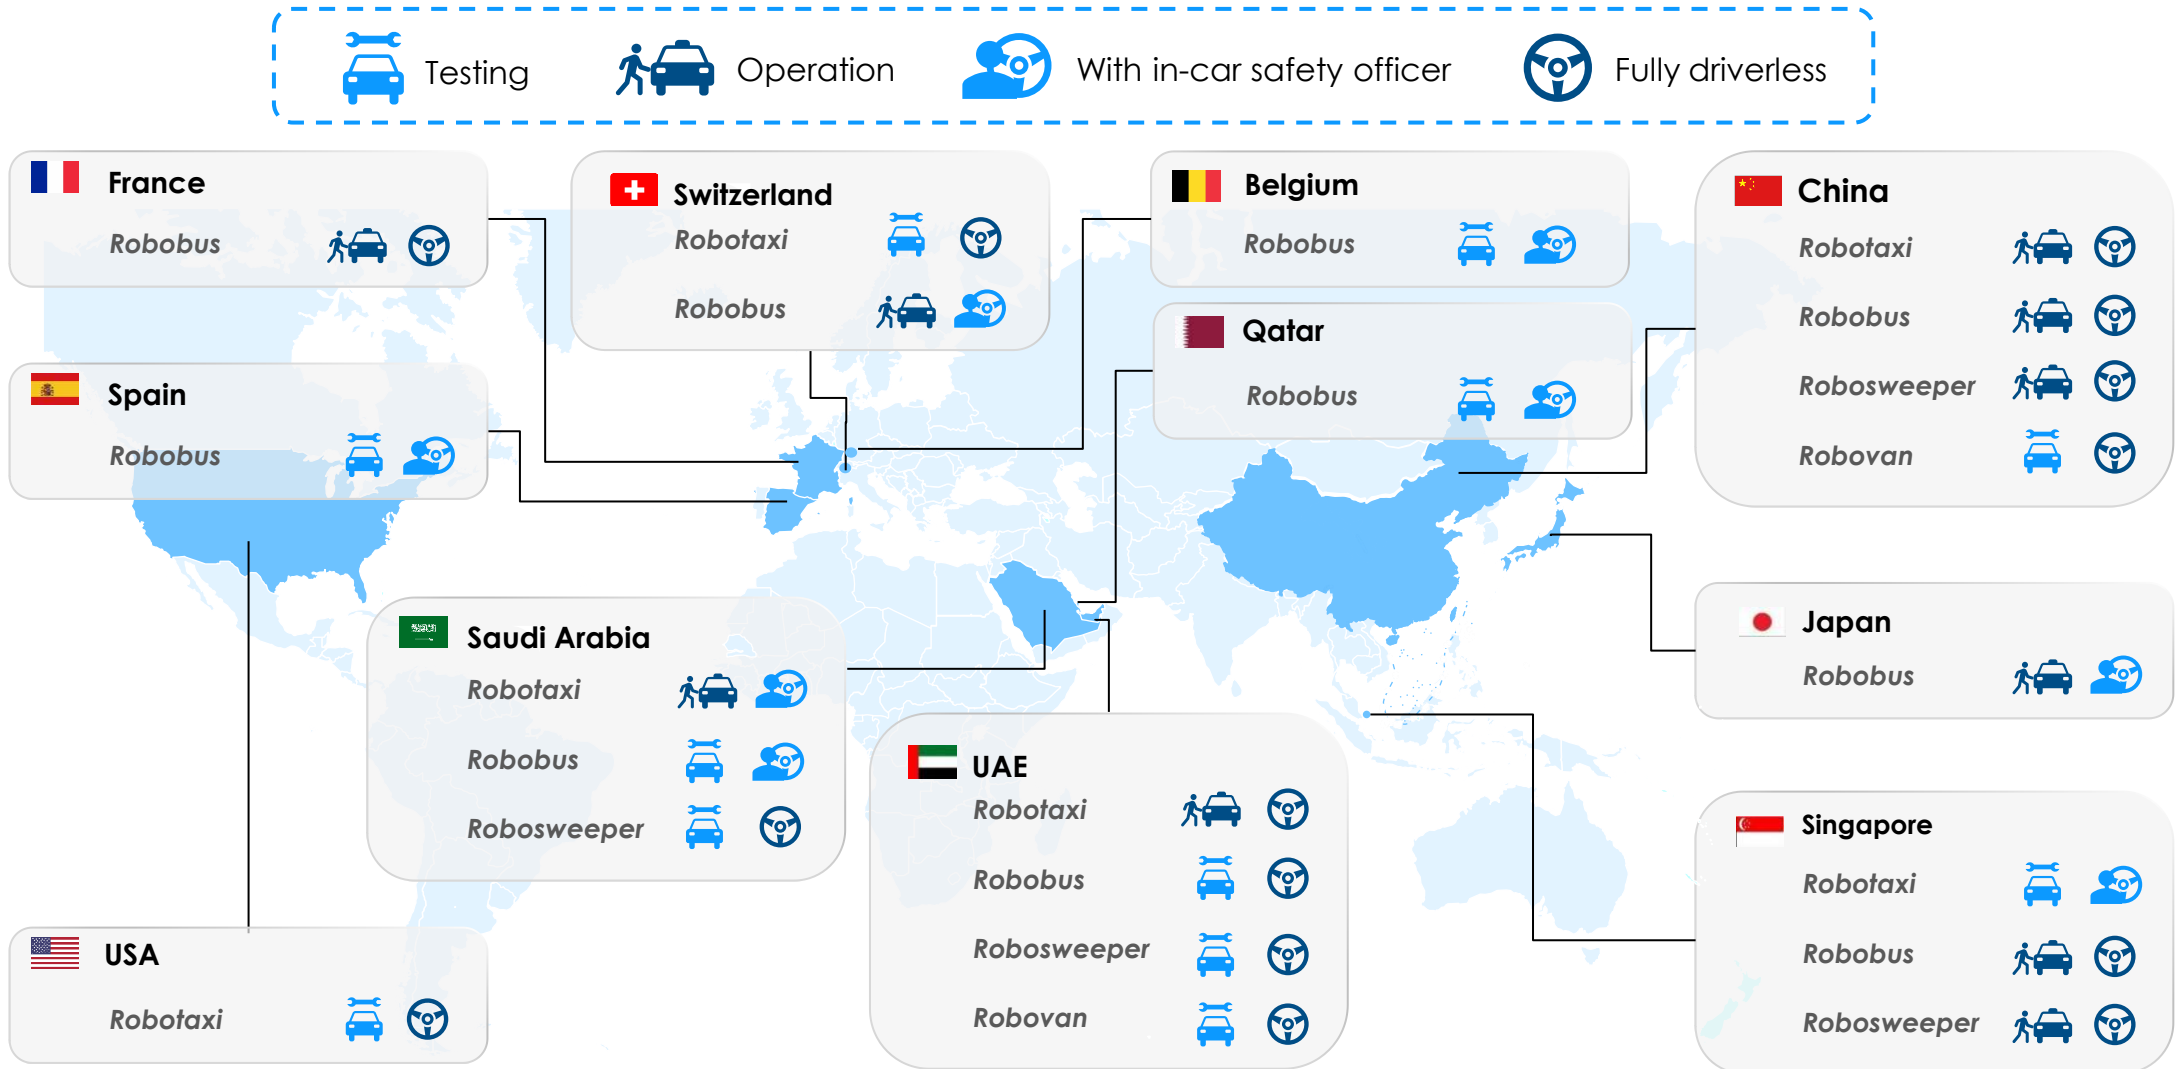 Testing
Operation
With in-car safety officer
Fully driverless
France
Robobus
Switzerland
Robotaxi
Robobus
Belgium
Robobus
China
Robotaxi
Robobus
Robosweeper
Robovan
Spain
Robobus
Qatar
Robobus
Saudi Arabia
Robotaxi
Robobus
Robosweeper
Japan
Robobus
UAE
Robotaxi
Robobus
Robosweeper
Robovan
Singapore
Robotaxi
Robobus
Robosweeper
USA
Robotaxi